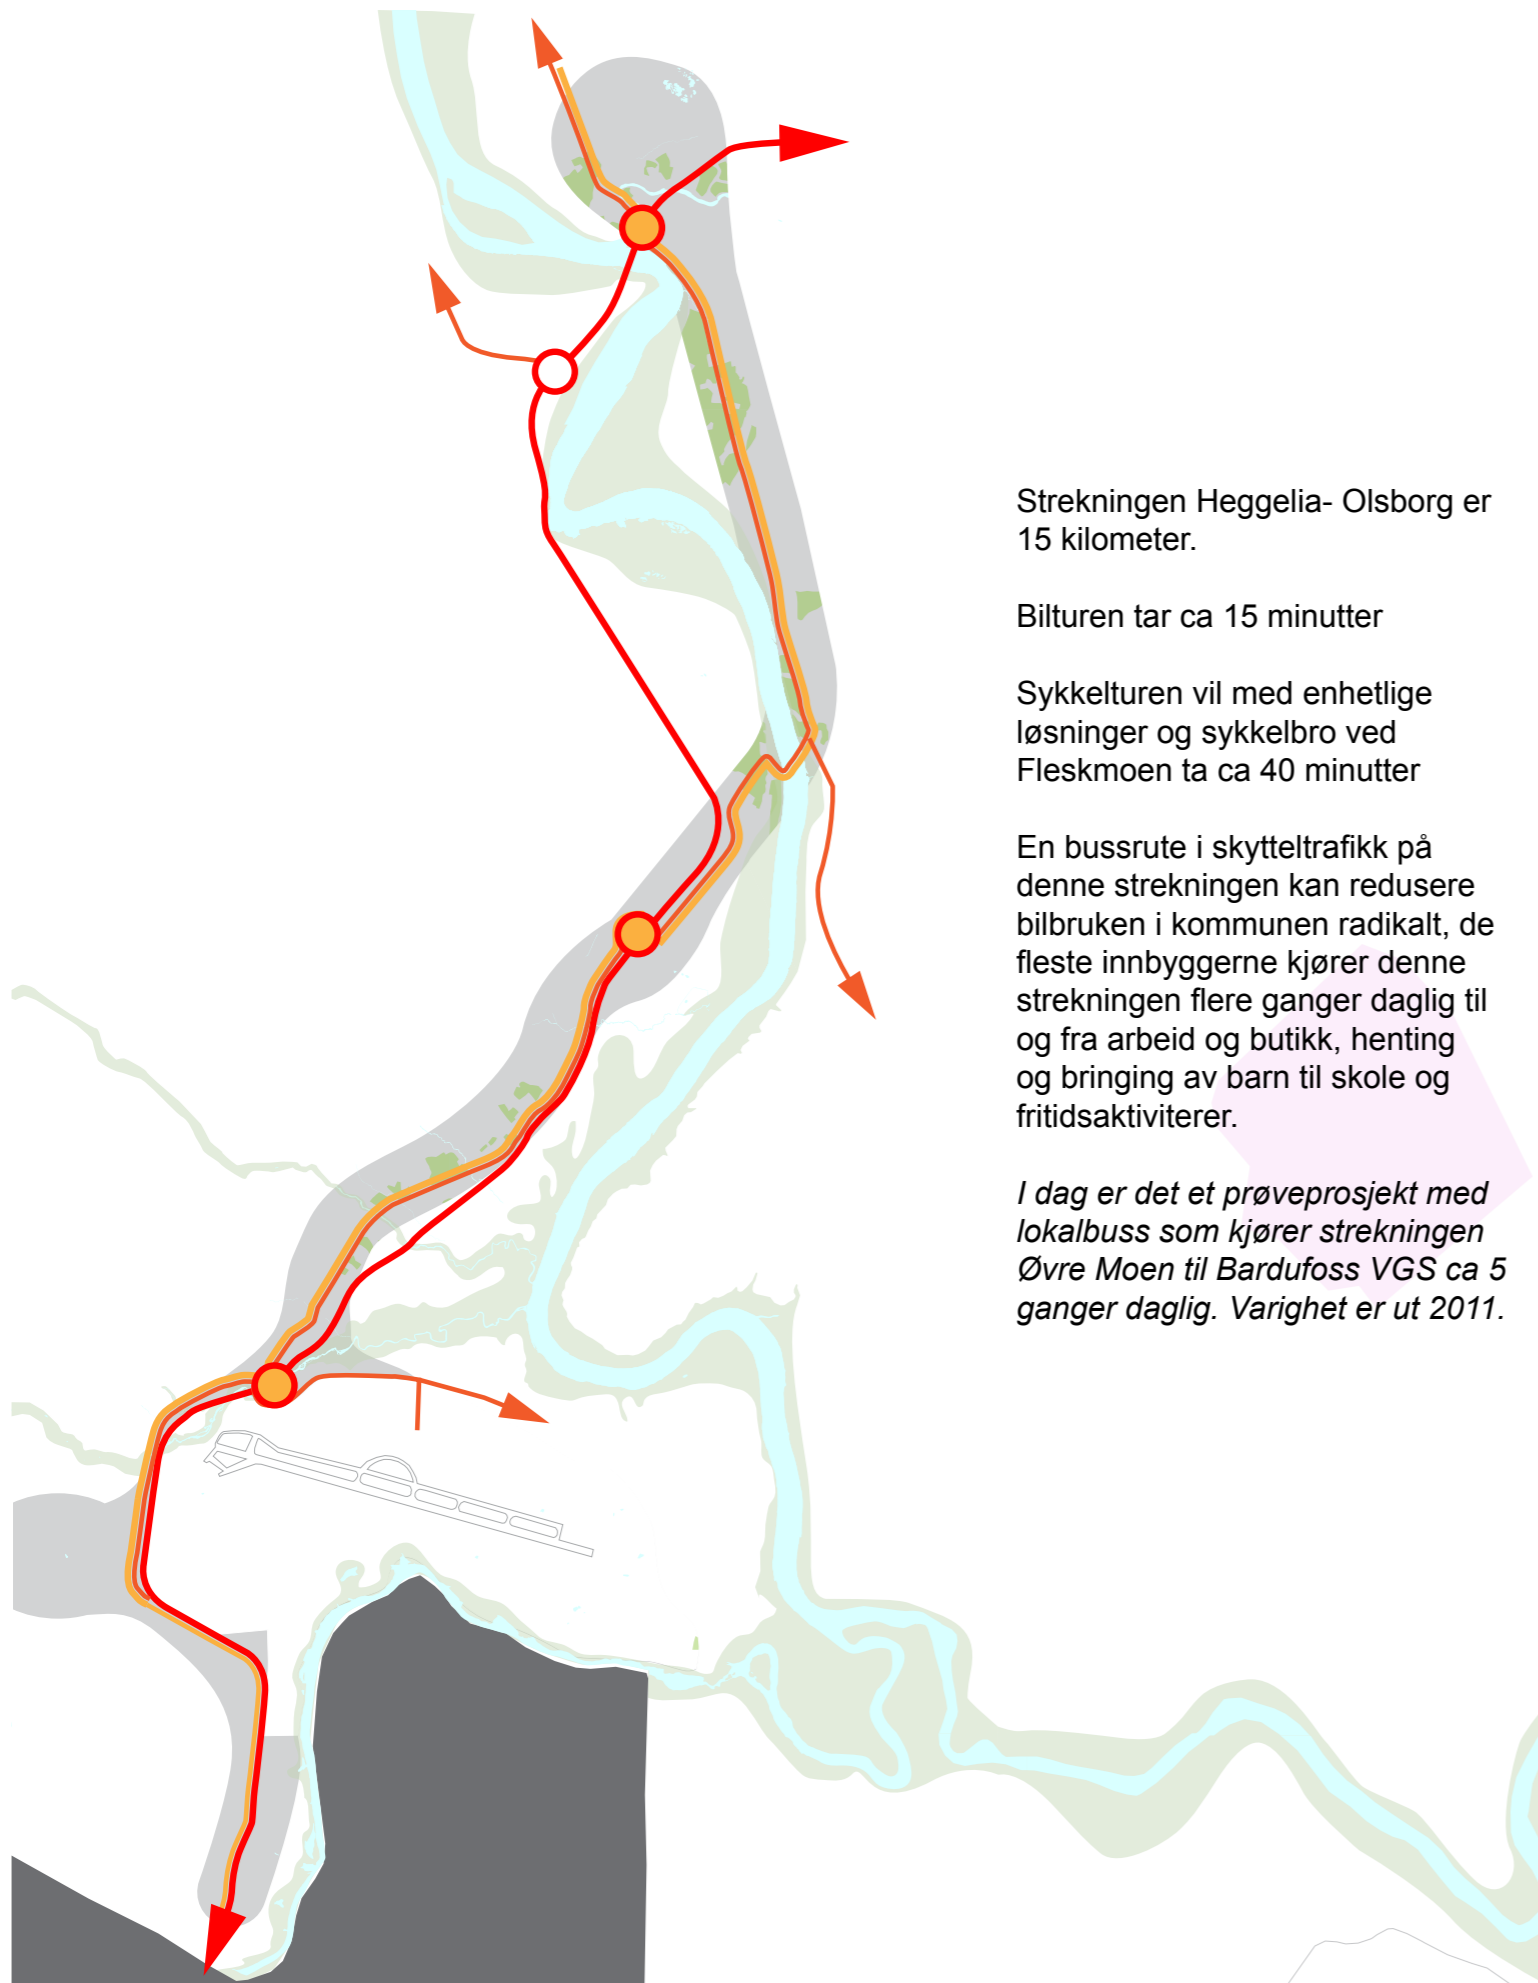 Strekningen Heggelia- Olsborg er
15 kilometer.
Bilturen tar ca 15 minutter
Sykkelturen vil med enhetlige
løsninger og sykkelbro ved
Fleskmoen ta ca 40 minutter
En bussrute i skytteltrafikk på
denne strekningen kan redusere
bilbruken i kommunen radikalt, de
fleste innbyggerne kjører denne
strekningen flere ganger daglig til
og fra arbeid og butikk, henting
og bringing av barn til skole og
fritidsaktiviterer.
I dag er det et prøveprosjekt med
lokalbuss som kjører strekningen
Øvre Moen til Bardufoss VGS ca 5
ganger daglig. Varighet er ut 2011.